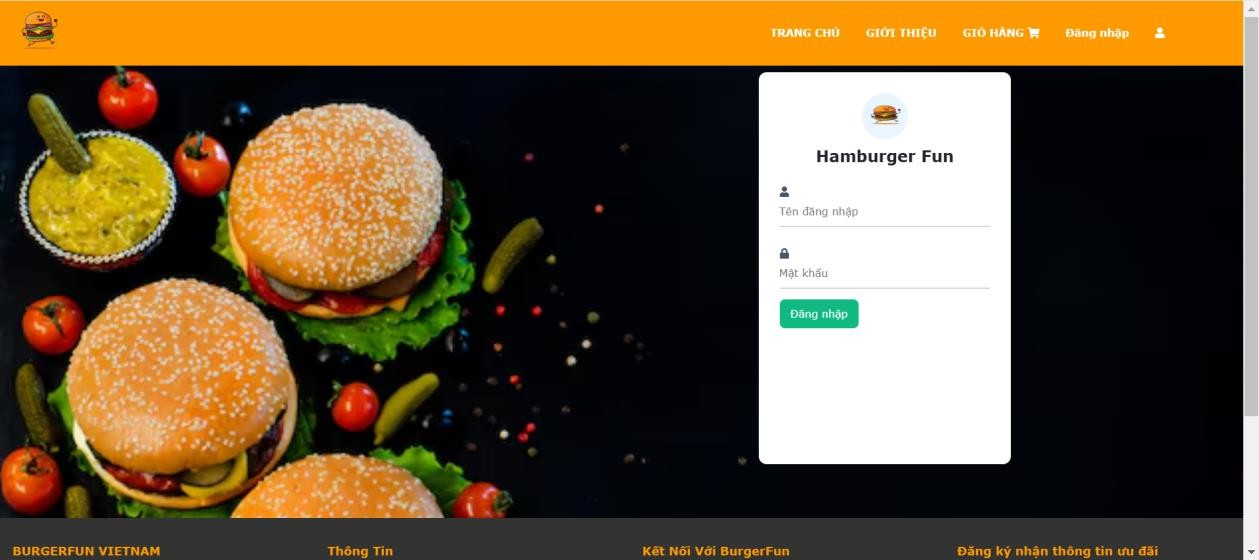 TRANG CHỦ GIỚI THIỆU GIỎ HÀNG Đăng nhập
Hamburger Fun
Tên đăng nhập
Mật khẩu
Đăng nhập
BURGERFUN VIETNAM Thông Tin Kết Nối Với BurgerFun Đăng ký nhận thông tin ưu đãi